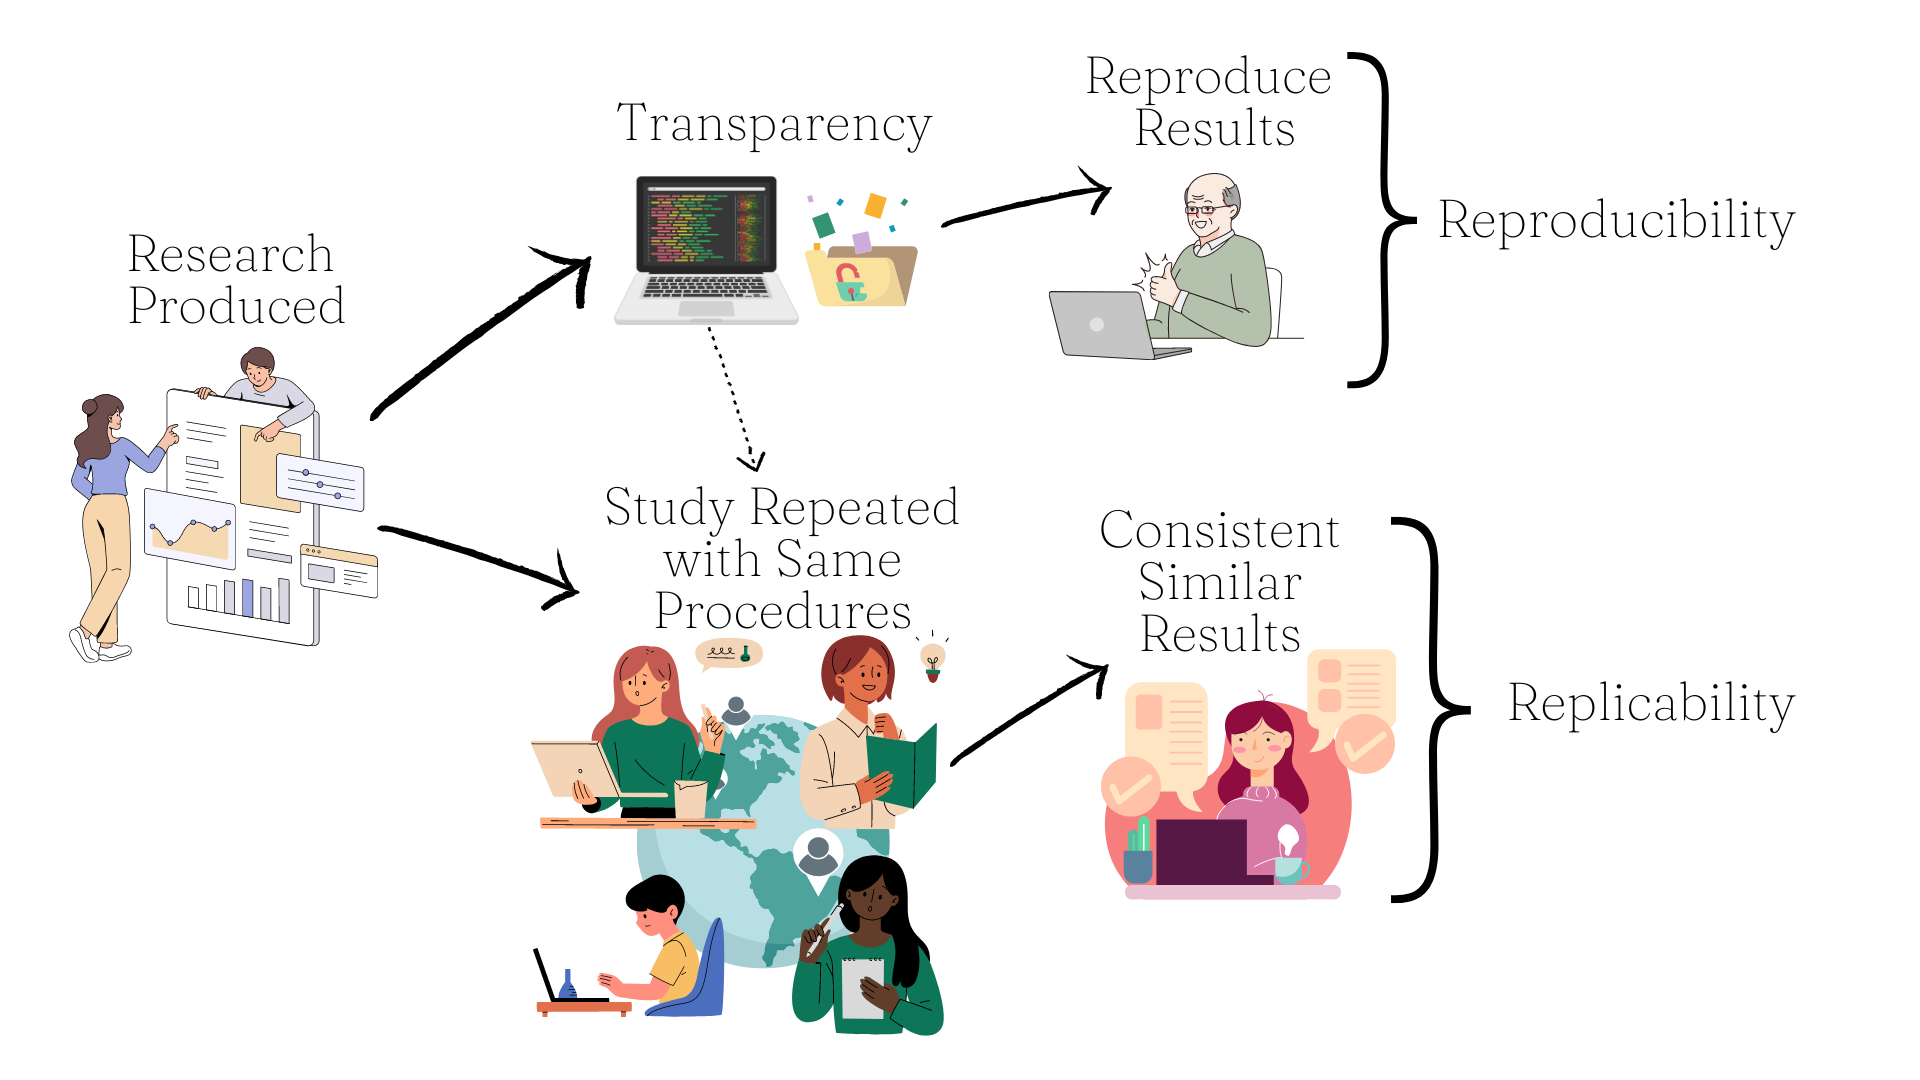 Research
Produced
Transparency
Reproduce
Results
Reproducibility
Study Repeated
with Same
Procedures
Consistent
Similar
Results
Replicability